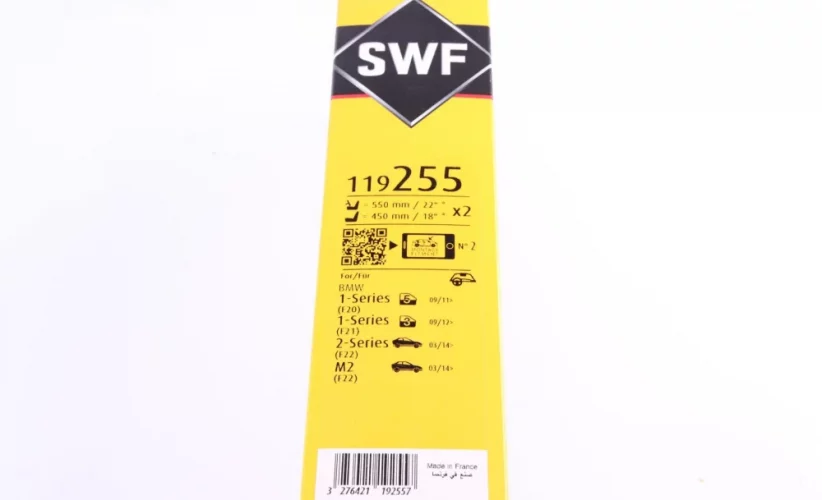 SWF
119255
= 550 mm / 22" *
= 450 mm / 18" *
x2
N° 2
For/Für
BMW
1-Series
5
09/11>
(F20)
1-Series
3
09/12>
(F21)
2-Series
03/14>
(F22)
M2
03/14>
(F22)
Made in France
صنع في فرنسا
3 276421 192557